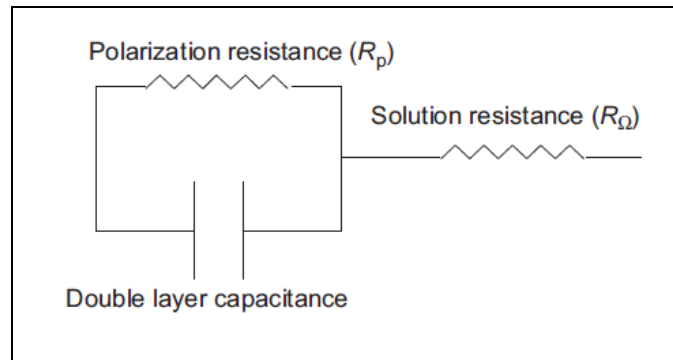 Polarization resistance (Rp)
Solution resistance (RΩ)
Double layer capacitance